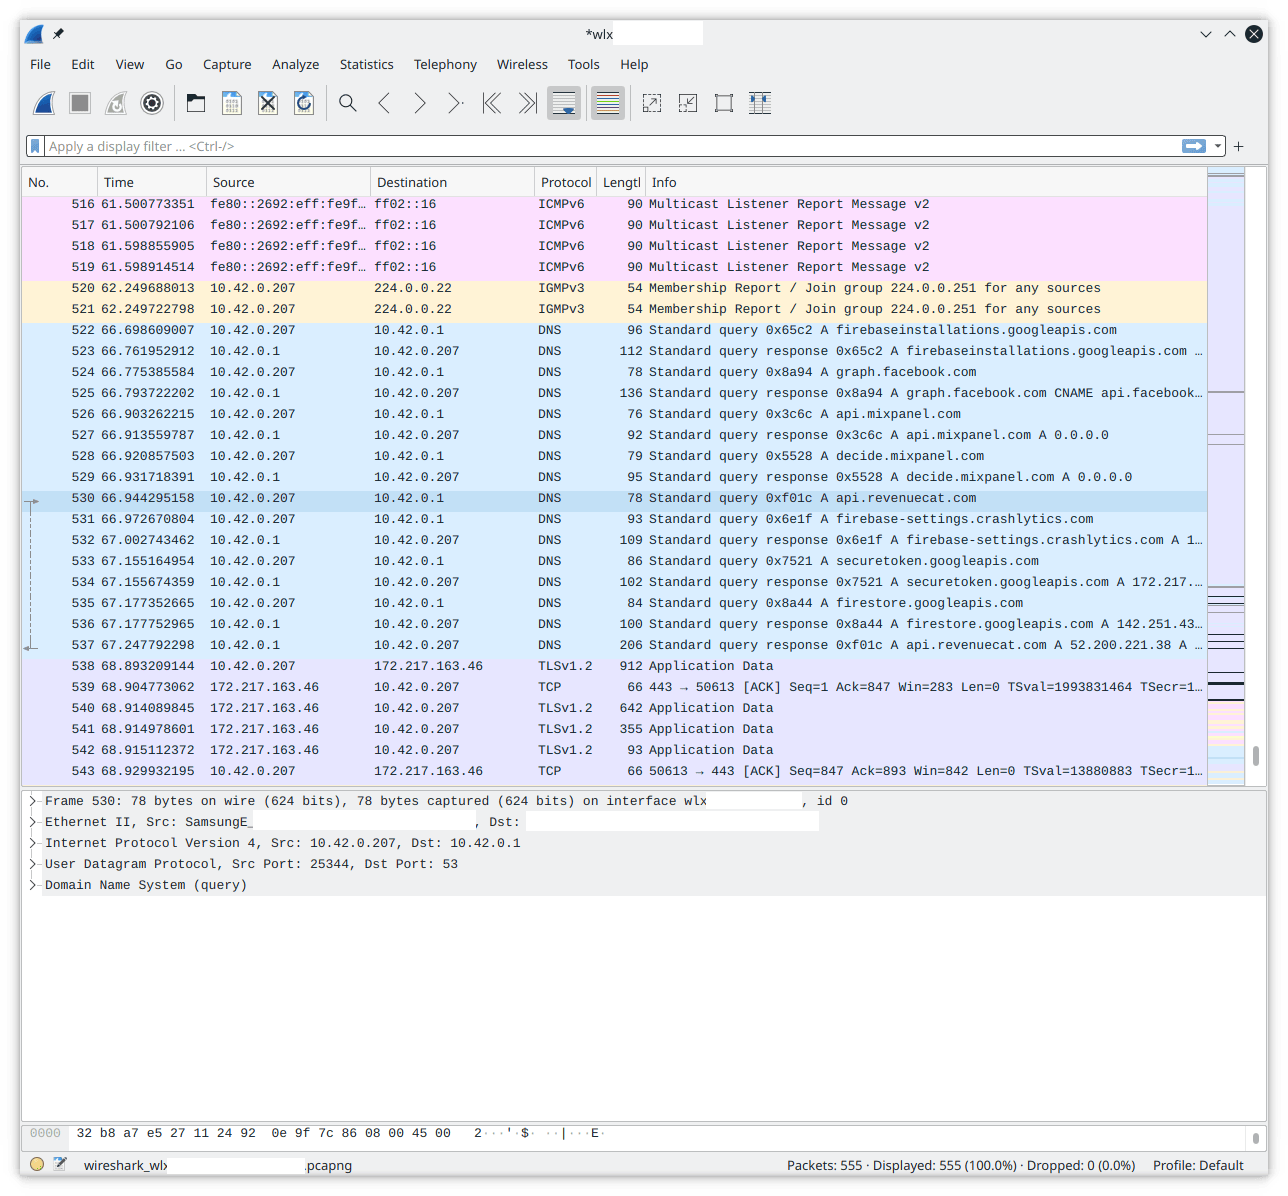 *wlx
File Edit View Go Capture Analyze Statistics Telephony Wireless Tools Help
Apply a display filter ... <Ctrl-/>
No. Time Source Destination Protocol Lengtl Info
516 61.500773351 fe80::2692:eff:fe9f… ff02::16 ICMPv6 90 Multicast Listener Report Message v2
517 61.500792106 fe80::2692:eff:fe9f… ff02::16 ICMPv6 90 Multicast Listener Report Message v2
518 61.598855905 fe80::2692:eff:fe9f… ff02::16 ICMPv6 90 Multicast Listener Report Message v2
519 61.598914514 fe80::2692:eff:fe9f… ff02::16 ICMPv6 90 Multicast Listener Report Message v2
520 62.249688013 10.42.0.207 224.0.0.22 IGMPv3 54 Membership Report / Join group 224.0.0.251 for any sources
521 62.249722798 10.42.0.207 224.0.0.22 IGMPv3 54 Membership Report / Join group 224.0.0.251 for any sources
522 66.698609007 10.42.0.207 10.42.0.1 DNS 96 Standard query 0x65c2 A firebaseinstallations.googleapis.com
523 66.761952912 10.42.0.1 10.42.0.207 DNS 112 Standard query response 0x65c2 A firebaseinstallations.googleapis.com …
524 66.775385584 10.42.0.207 10.42.0.1 DNS 78 Standard query 0x8a94 A graph.facebook.com
525 66.793722202 10.42.0.1 10.42.0.207 DNS 136 Standard query response 0x8a94 A graph.facebook.com CNAME api.facebook…
526 66.903262215 10.42.0.207 10.42.0.1 DNS 76 Standard query 0x3c6c A api.mixpanel.com
527 66.913559787 10.42.0.1 10.42.0.207 DNS 92 Standard query response 0x3c6c A api.mixpanel.com A 0.0.0.0
528 66.920857503 10.42.0.207 10.42.0.1 DNS 79 Standard query 0x5528 A decide.mixpanel.com
529 66.931718391 10.42.0.1 10.42.0.207 DNS 95 Standard query response 0x5528 A decide.mixpanel.com A 0.0.0.0
530 66.944295158 10.42.0.207 10.42.0.1 DNS 78 Standard query 0xf01c A api.revenuecat.com
531 66.972670804 10.42.0.207 10.42.0.1 DNS 93 Standard query 0x6e1f A firebase-settings.crashlytics.com
532 67.002743462 10.42.0.1 10.42.0.207 DNS 109 Standard query response 0x6e1f A firebase-settings.crashlytics.com A 1…
533 67.155164954 10.42.0.207 10.42.0.1 DNS 86 Standard query 0x7521 A securetoken.googleapis.com
534 67.155674359 10.42.0.1 10.42.0.207 DNS 102 Standard query response 0x7521 A securetoken.googleapis.com A 172.217.…
535 67.177352665 10.42.0.207 10.42.0.1 DNS 84 Standard query 0x8a44 A firestore.googleapis.com
536 67.177752965 10.42.0.1 10.42.0.207 DNS 100 Standard query response 0x8a44 A firestore.googleapis.com A 142.251.43…
537 67.247792298 10.42.0.1 10.42.0.207 DNS 206 Standard query response 0xf01c A api.revenuecat.com A 52.200.221.38 A …
538 68.893209144 10.42.0.207 172.217.163.46 TLSv1.2 912 Application Data
539 68.904773062 172.217.163.46 10.42.0.207 TCP 66 443 → 50613 [ACK] Seq=1 Ack=847 Win=283 Len=0 TSval=1993831464 TSecr=1…
540 68.914089845 172.217.163.46 10.42.0.207 TLSv1.2 642 Application Data
541 68.914978601 172.217.163.46 10.42.0.207 TLSv1.2 355 Application Data
542 68.915112372 172.217.163.46 10.42.0.207 TLSv1.2 93 Application Data
543 68.929932195 10.42.0.207 172.217.163.46 TCP 66 50613 → 443 [ACK] Seq=847 Ack=893 Win=842 Len=0 TSval=13880883 TSecr=1…
Frame 530: 78 bytes on wire (624 bits), 78 bytes captured (624 bits) on interface wlx , id 0
Ethernet II, Src: SamsungE_ , Dst:
Internet Protocol Version 4, Src: 10.42.0.207, Dst: 10.42.0.1
User Datagram Protocol, Src Port: 25344, Dst Port: 53
Domain Name System (query)
0000 32 b8 a7 e5 27 11 24 92 0e 9f 7c 86 08 00 45 00 2···'·$· ··|···E·
wireshark_wlx .pcapng Packets: 555 · Displayed: 555 (100.0%) · Dropped: 0 (0.0%) Profile: Default